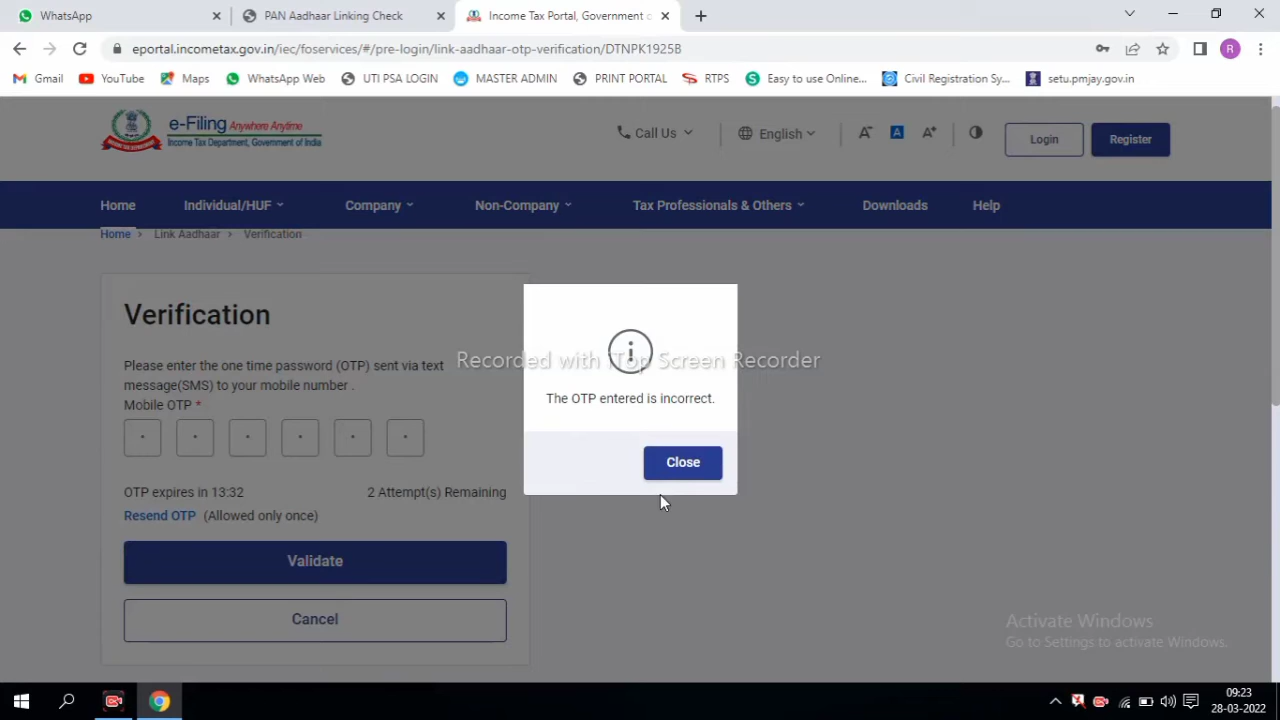 WhatsApp
PAN Aadhaar Linking Check
Income Tax Portal, Government o
eportal.incometax.gov.in/iec/foservices/#/pre-login/link-aadhaar-otp-verification/DTNPK1925B
R
Gmail
YouTube
Maps
WhatsApp Web
UTI PSA LOGIN
MASTER ADMIN
PRINT PORTAL
RTPS
Easy to use Online...
Civil Registration Sy...
setu.pmjay.gov.in
e-Filing Anywhere Anytime
Income Tax Department, Government of India
Call Us
English
A-
A
A+
Login
Register
Home
Individual/HUF
Company
Non-Company
Tax Professionals & Others
Downloads
Help
Home > Link Aadhaar > Verification
Verification
Please enter the one time password (OTP) sent via text
message(SMS) to your mobile number .
Mobile OTP *
OTP expires in 13:32
2 Attempt(s) Remaining
Resend OTP (Allowed only once)
Validate
Cancel
Recorded with iTop Screen Recorder
The OTP entered is incorrect.
Close
Activate Windows
Go to Settings to activate Windows.
09:23
28-03-2022